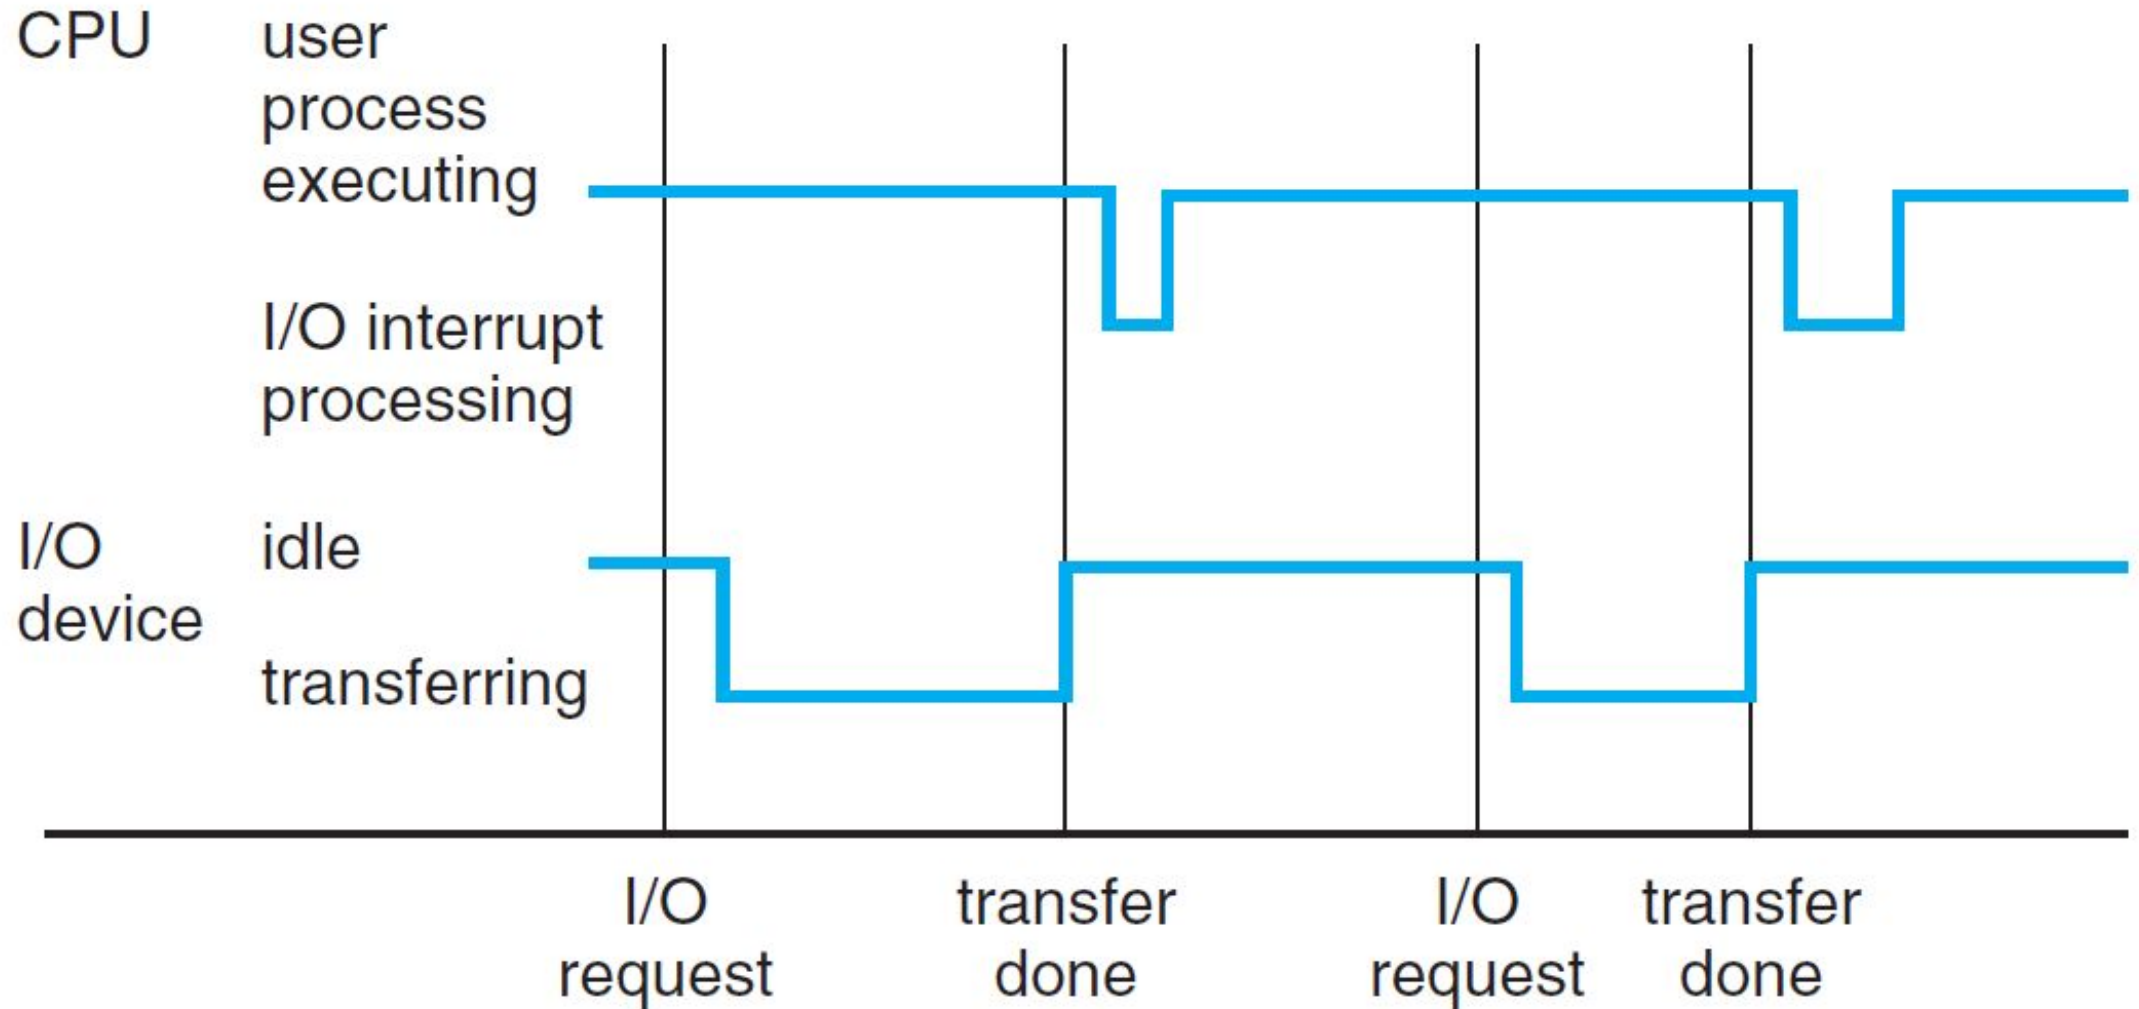 CPU user
process
executing
I/O interrupt
processing
I/O idle
device
transferring
I/O transfer I/O transfer
request done request done